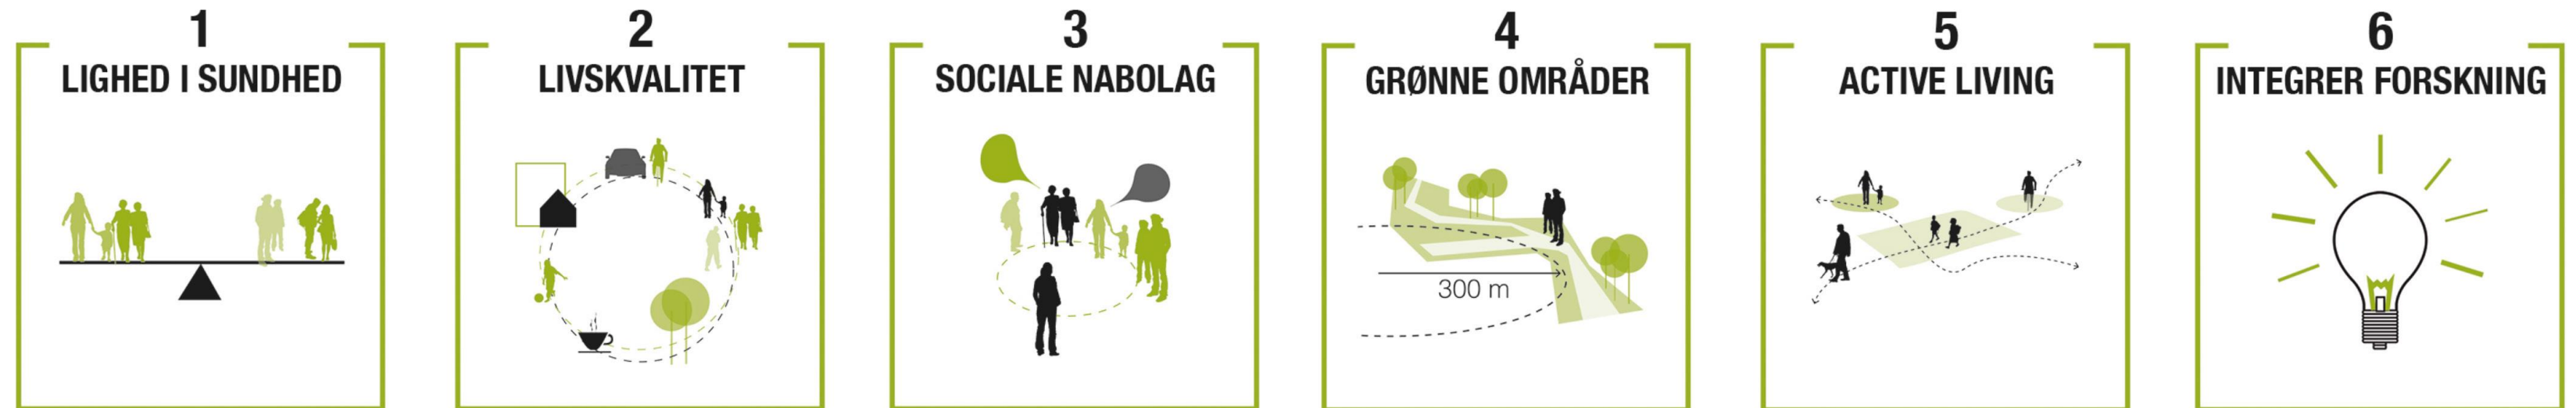 1
LIGHED I SUNDHED
2
LIVSKVALITET
3
SOCIALE NABOLAG
4
GRØNNE OMRÅDER
300 m
5
ACTIVE LIVING
6
INTEGRER FORSKNING